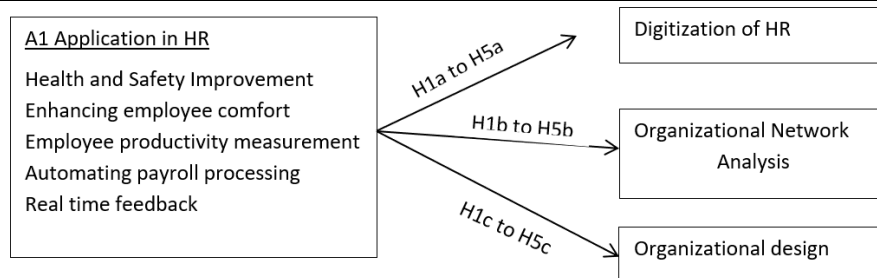 A1 Application in HR
Health and Safety Improvement
Enhancing employee comfort
Employee productivity measurement
Automating payroll processing
Real time feedback
H1a to H5a
H1b to H5b
H1c to H5c
Digitization of HR
Organizational Network
Analysis
Organizational design